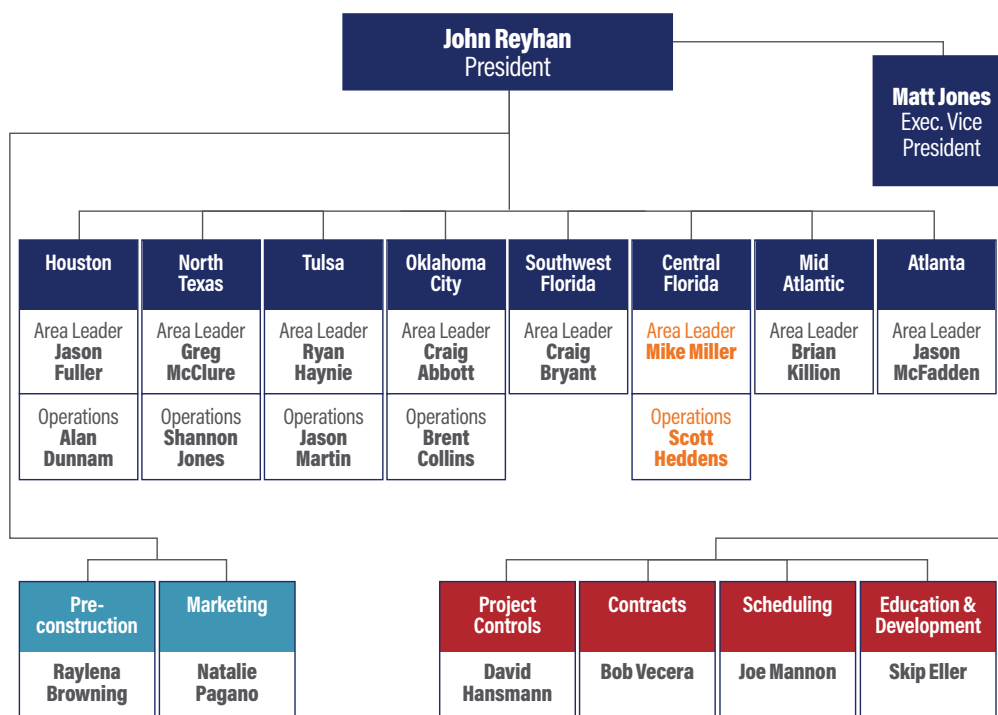 John Reyhan
President
Matt Jones
Exec. Vice
President
Houston
Area Leader
Jason
Fuller
Operations
Alan
Dunnam
North
Texas
Area Leader
Greg
McClure
Operations
Shannon
Jones
Tulsa
Area Leader
Ryan
Haynie
Operations
Jason
Martin
Oklahoma
City
Area Leader
Craig
Abbott
Operations
Brent
Collins
Southwest
Florida
Area Leader
Craig
Bryant
Central
Florida
Area Leader
Mike Miller
Operations
Scott
Heddens
Mid
Atlantic
Area Leader
Brian
Killion
Atlanta
Area Leader
Jason
McFadden
Pre-
construction
Raylena
Browning
Marketing
Natalie
Pagano
Project
Controls
David
Hansmann
Contracts
Bob Vecera
Scheduling
Joe Mannon
Education &
Development
Skip Eller